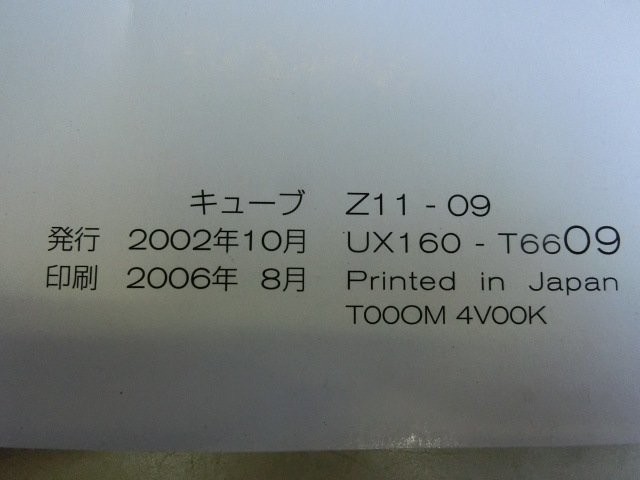 キューブ Z11 - 09
発行 2002年10月 UX160 - T6609
印刷 2006年 8月 Printed in Japan
T00OM 4V00K